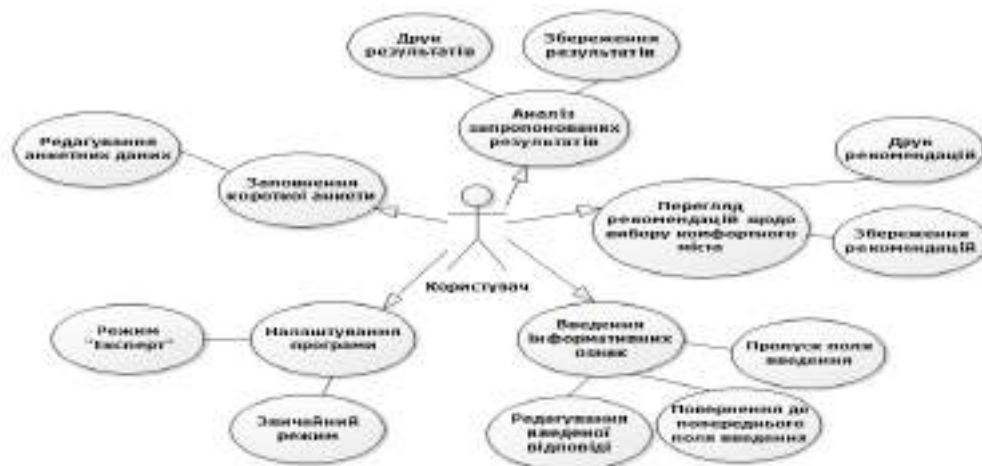 Друк
результатів
Збереження
результатів
Аналіз
запропонованих
результатів
Редагування
анкетних даних
Заповнення
короткої анкети
Друк
рекомендацій
Перегляд
рекомендацій щодо
вибору комфортного
міста
Збереження
рекомендацій
Користувач
Режим
"Експерт"
Налаштування
програми
Звичайний
режим
Введення
інформативних
ознак
Пропуск поля
введення
Редагування
введеної
відповіді
Повернення до
попереднього
поля введення